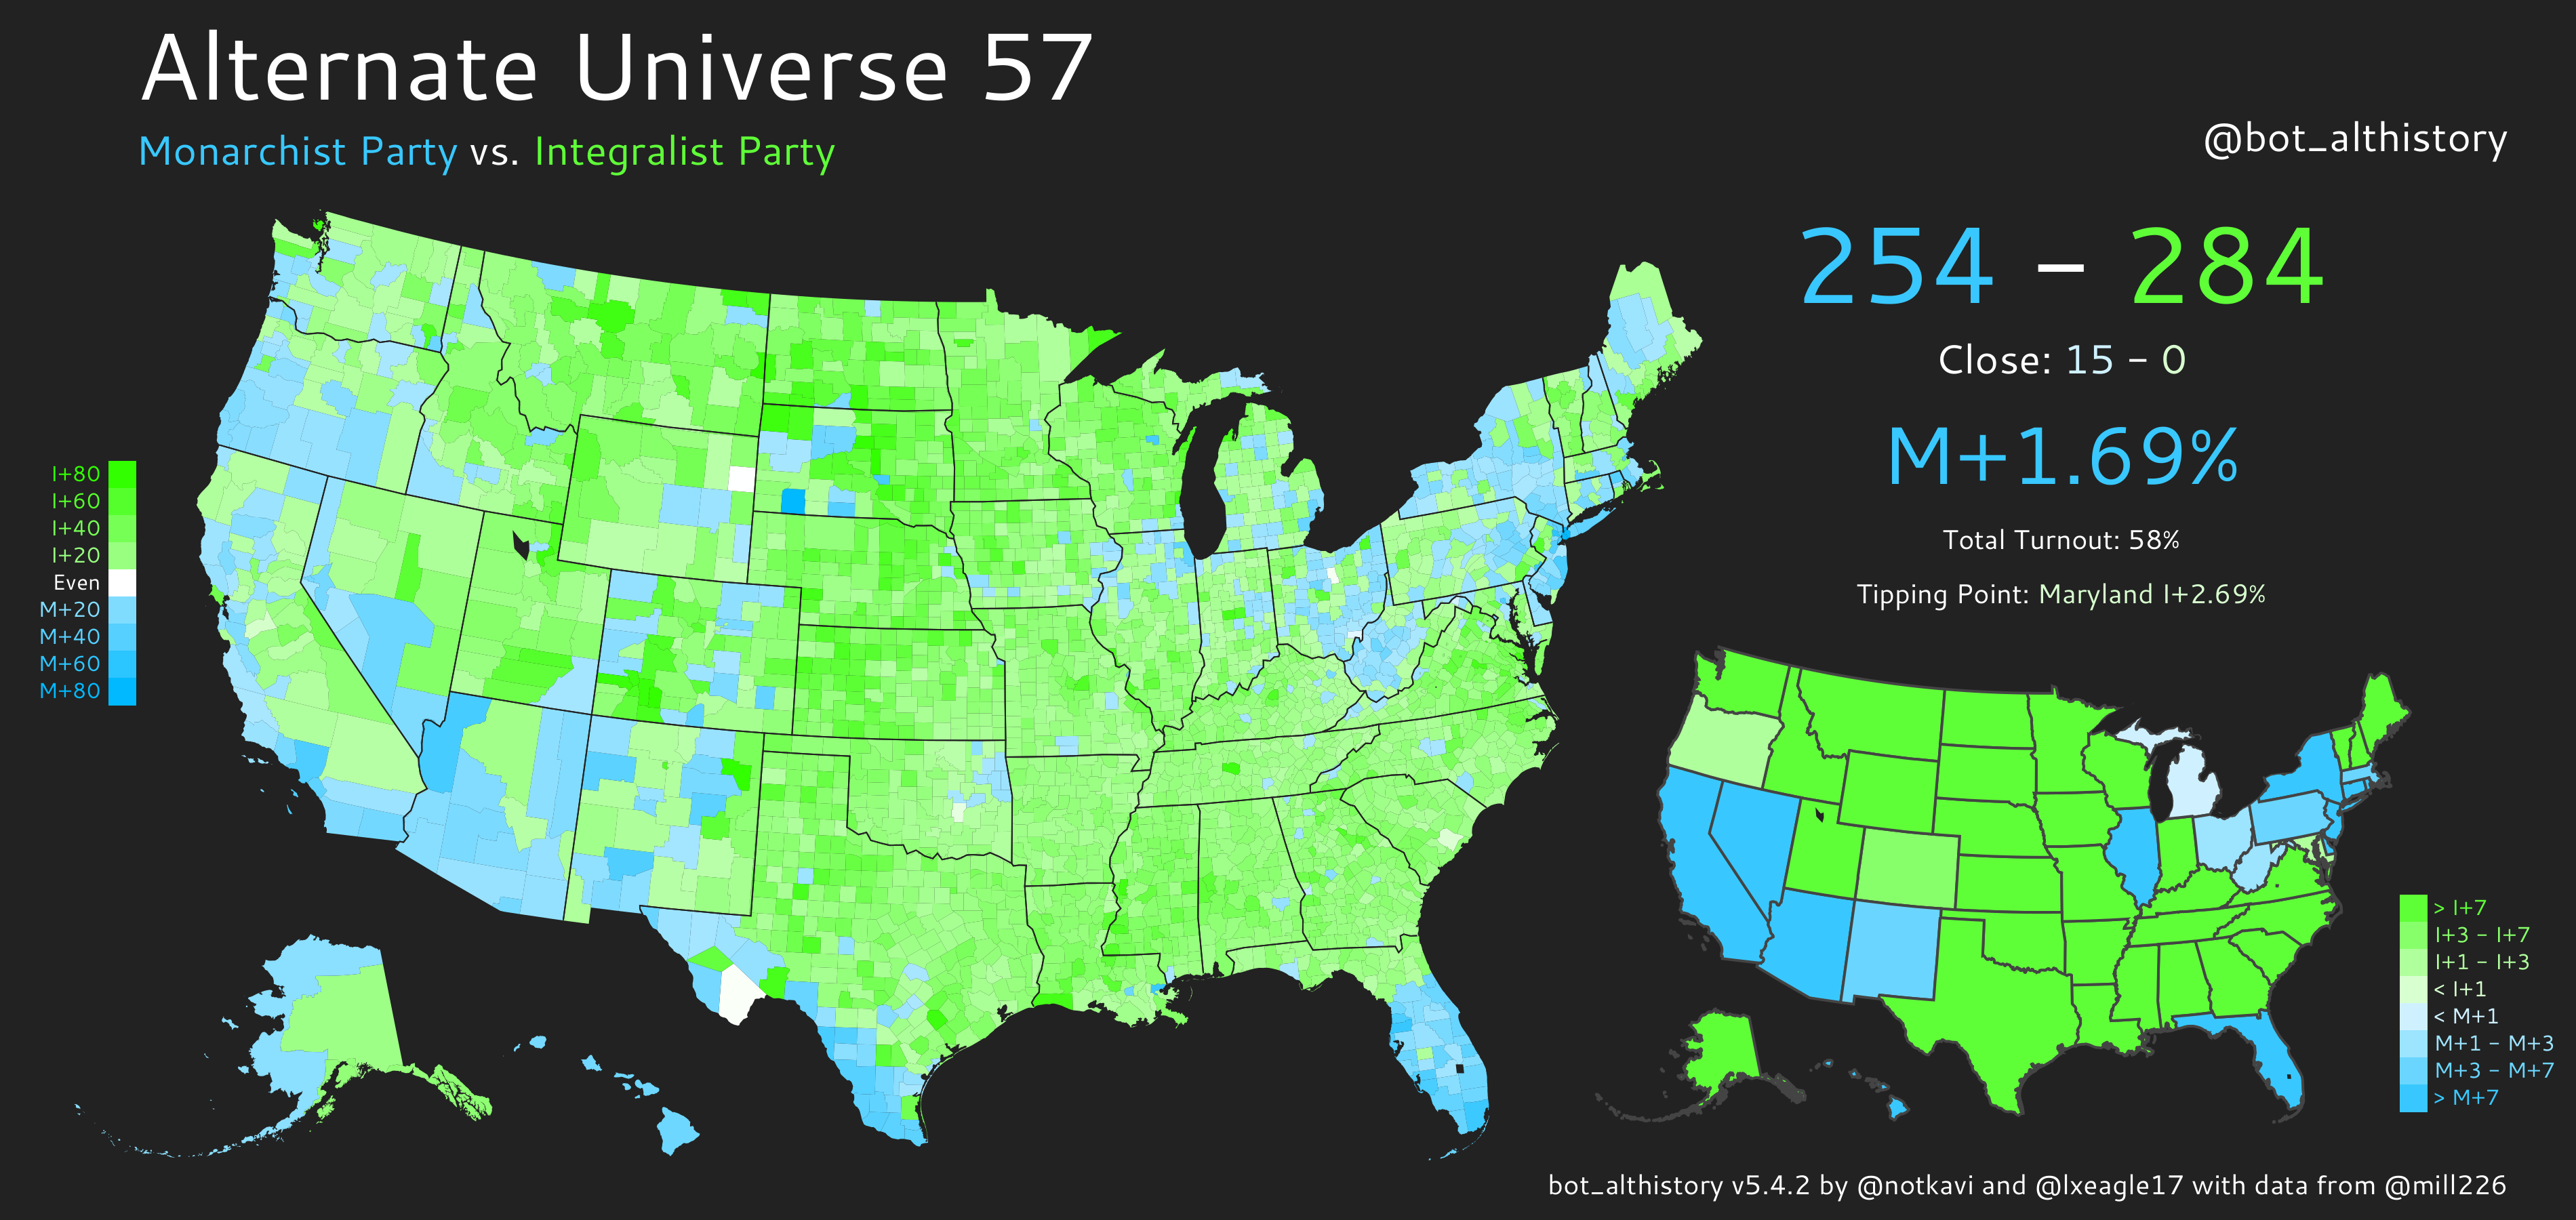 Alternate Universe 57
Monarchist Party vs. Integralist Party
@bot_althistory
254 – 284
Close: 15 - 0
M+1.69%
Total Turnout: 58%
Tipping Point: Maryland I+2.69%
I+80
I+60
I+40
I+20
Even
M+20
M+40
M+60
M+80
> I+7
I+3 - I+7
I+1 - I+3
< I+1
< M+1
M+1 - M+3
M+3 - M+7
> M+7
bot_althistory v5.4.2 by @notkavi and @lxeagle17 with data from @mill226